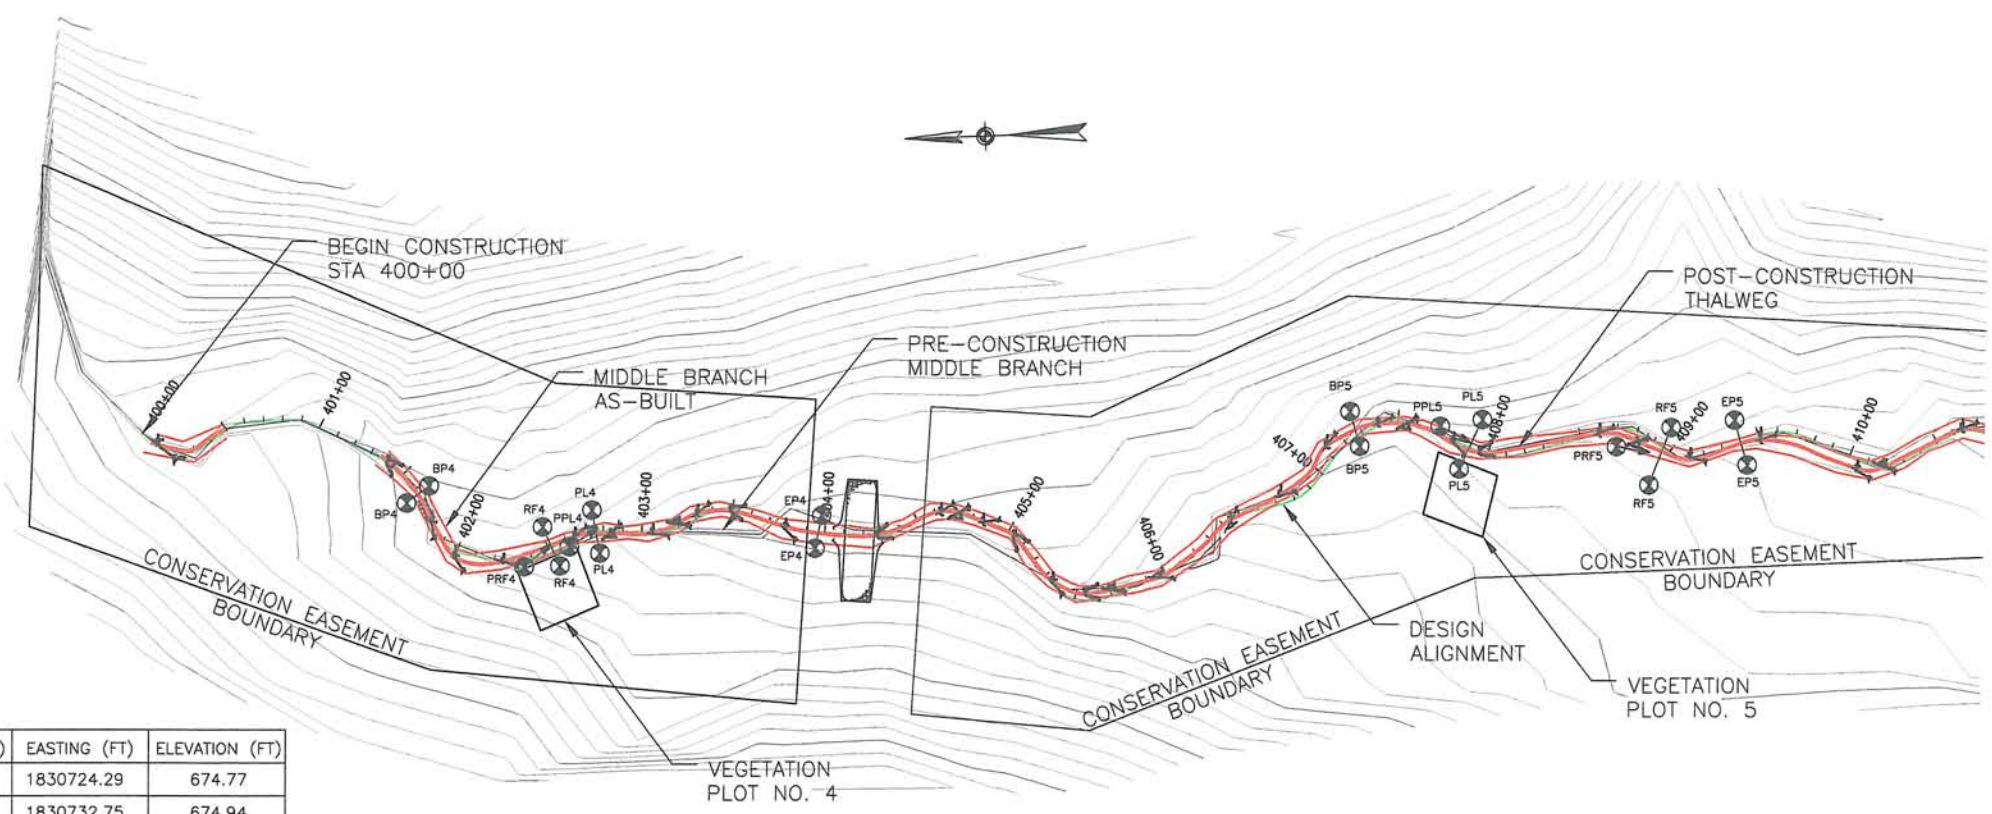 BEGIN CONSTRUCTION
STA 400+00
POST-CONSTRUCTION
THALWEG
PRE-CONSTRUCTION
MIDDLE BRANCH
MIDDLE BRANCH
AS-BUILT
400+00
401+00
BP4
BP4
402+00
RF4
PPL4
PL4
403+00
EP4
404+00
PRF4
RF4
PL4
EP4
405+00
406+00
407+00
BP5
BP5
PPL5
PL5
408+00
PL5
PRF5
RF5
409+00
RF5
EP5
EP5
410+00
CONSERVATION EASEMENT
BOUNDARY
CONSERVATION EASEMENT
BOUNDARY
CONSERVATION EASEMENT
BOUNDARY
DESIGN
ALIGNMENT
VEGETATION
PLOT NO. 5
VEGETATION
PLOT NO. 4
) EASTING (FT) ELEVATION (FT)
1830724.29 674.77
1830732.75 674.94